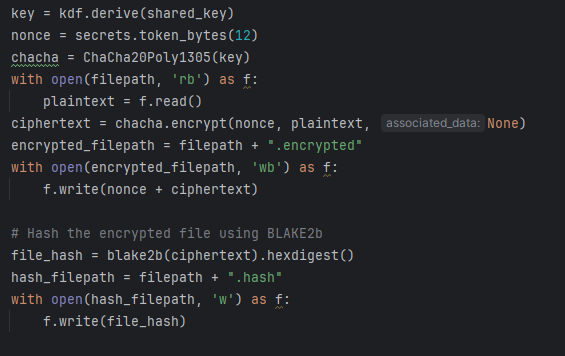 key = kdf.derive(shared_key)
nonce = secrets.token_bytes(12)
chacha = ChaCha20Poly1305(key)
with open(filepath, 'rb') as f:
    plaintext = f.read()
ciphertext = chacha.encrypt(nonce, plaintext, associated_data: None)
encrypted_filepath = filepath + ".encrypted"
with open(encrypted_filepath, 'wb') as f:
    f.write(nonce + ciphertext)

# Hash the encrypted file using BLAKE2b
file_hash = blake2b(ciphertext).hexdigest()
hash_filepath = filepath + ".hash"
with open(hash_filepath, 'w') as f:
    f.write(file_hash)